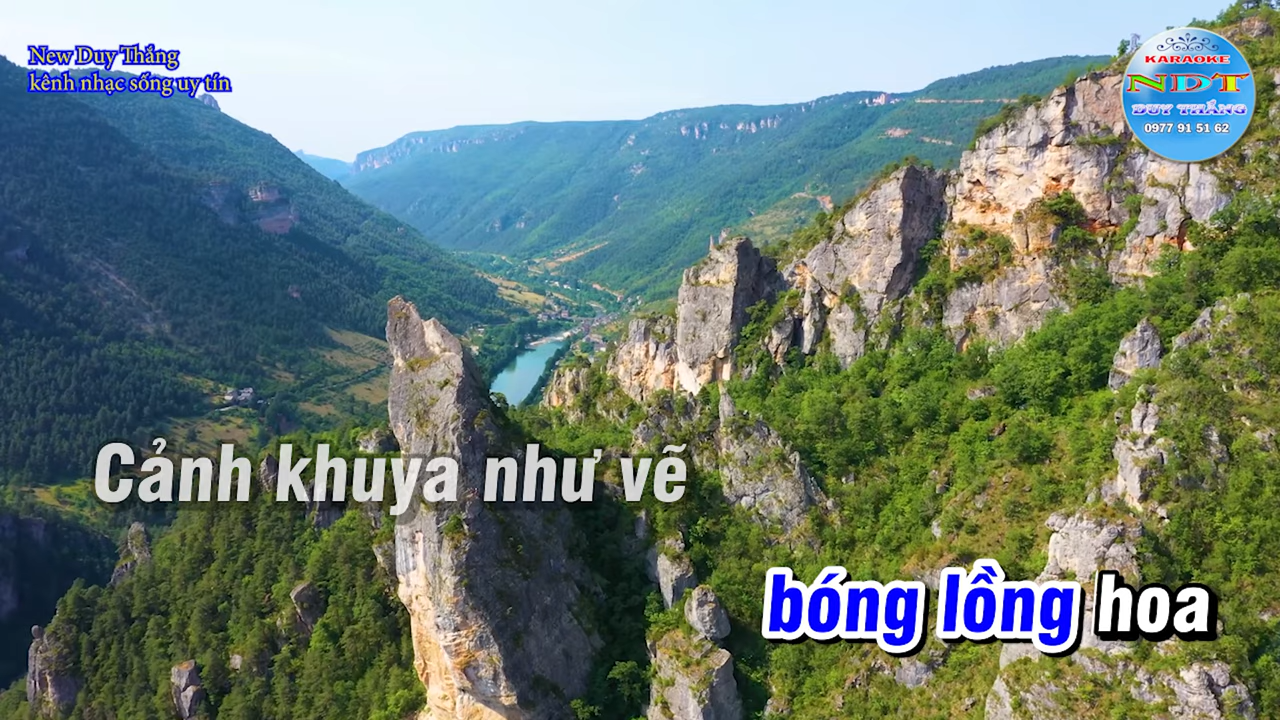 New Duy Thắng
kênh nhạc sống uy tín
KARAOKE
NDT
DUY THẮNG
0977 91 51 62
Cảnh khuya như vẽ
bóng lồng hoa